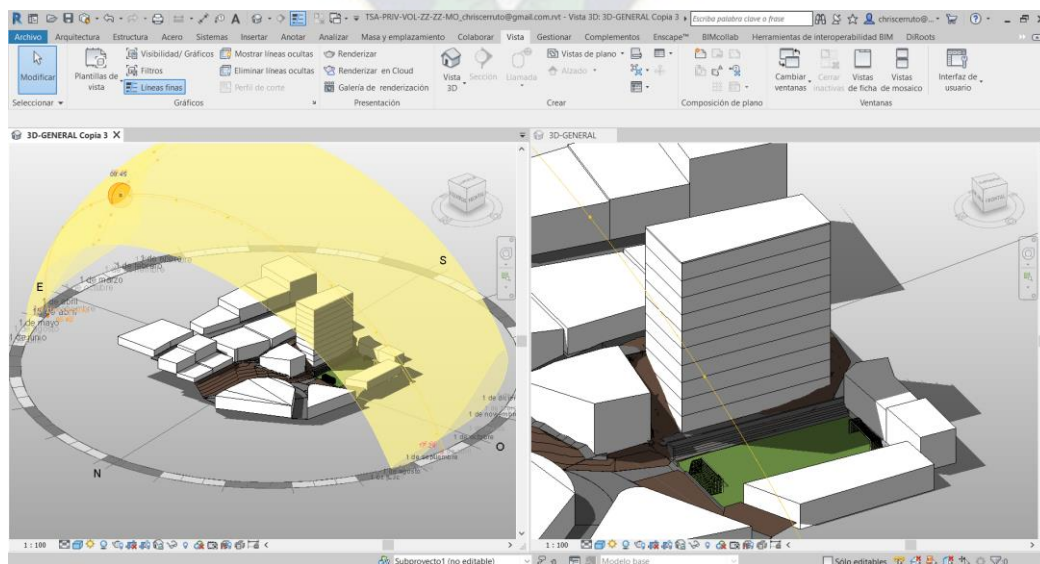 TSA-PRIV-VOL-ZZ-ZZ-MO_chriscerruto@gmail.com.rvt - Vista 3D: 3D-GENERAL Copia 3
Escriba palabra clave o frase
chriscerruto@...
Archivo Arquitectura Estructura Acero Sistemas Insertar Anotar Analizar Masa y emplazamiento Colaborar Vista Gestionar Complementos Enscape™ BIMcollab Herramientas de interoperabilidad BIM DiRoots
Modificar
Plantillas de vista
Visibilidad/ Gráficos
Filtros
Líneas finas
Mostrar líneas ocultas
Eliminar líneas ocultas
Perfil de corte
Renderizar
Renderizar en Cloud
Galería de renderización
Vista 3D
Sección
Llamada
Vistas de plano
Alzado
Cambiar ventanas
Cerrar inactivas
Vistas de ficha
Vistas de mosaico
Interfaz de usuario
Seleccionar Gráficos Presentación Crear Composición de plano Ventanas
3D-GENERAL Copia 3 X
3D-GENERAL
S
E
1 de marzo
1 de abril
1 de mayo
1 de junio
O
N
1 : 100
1 : 100
Subproyecto1 (no editable)
Modelo base
Sólo editables
:0